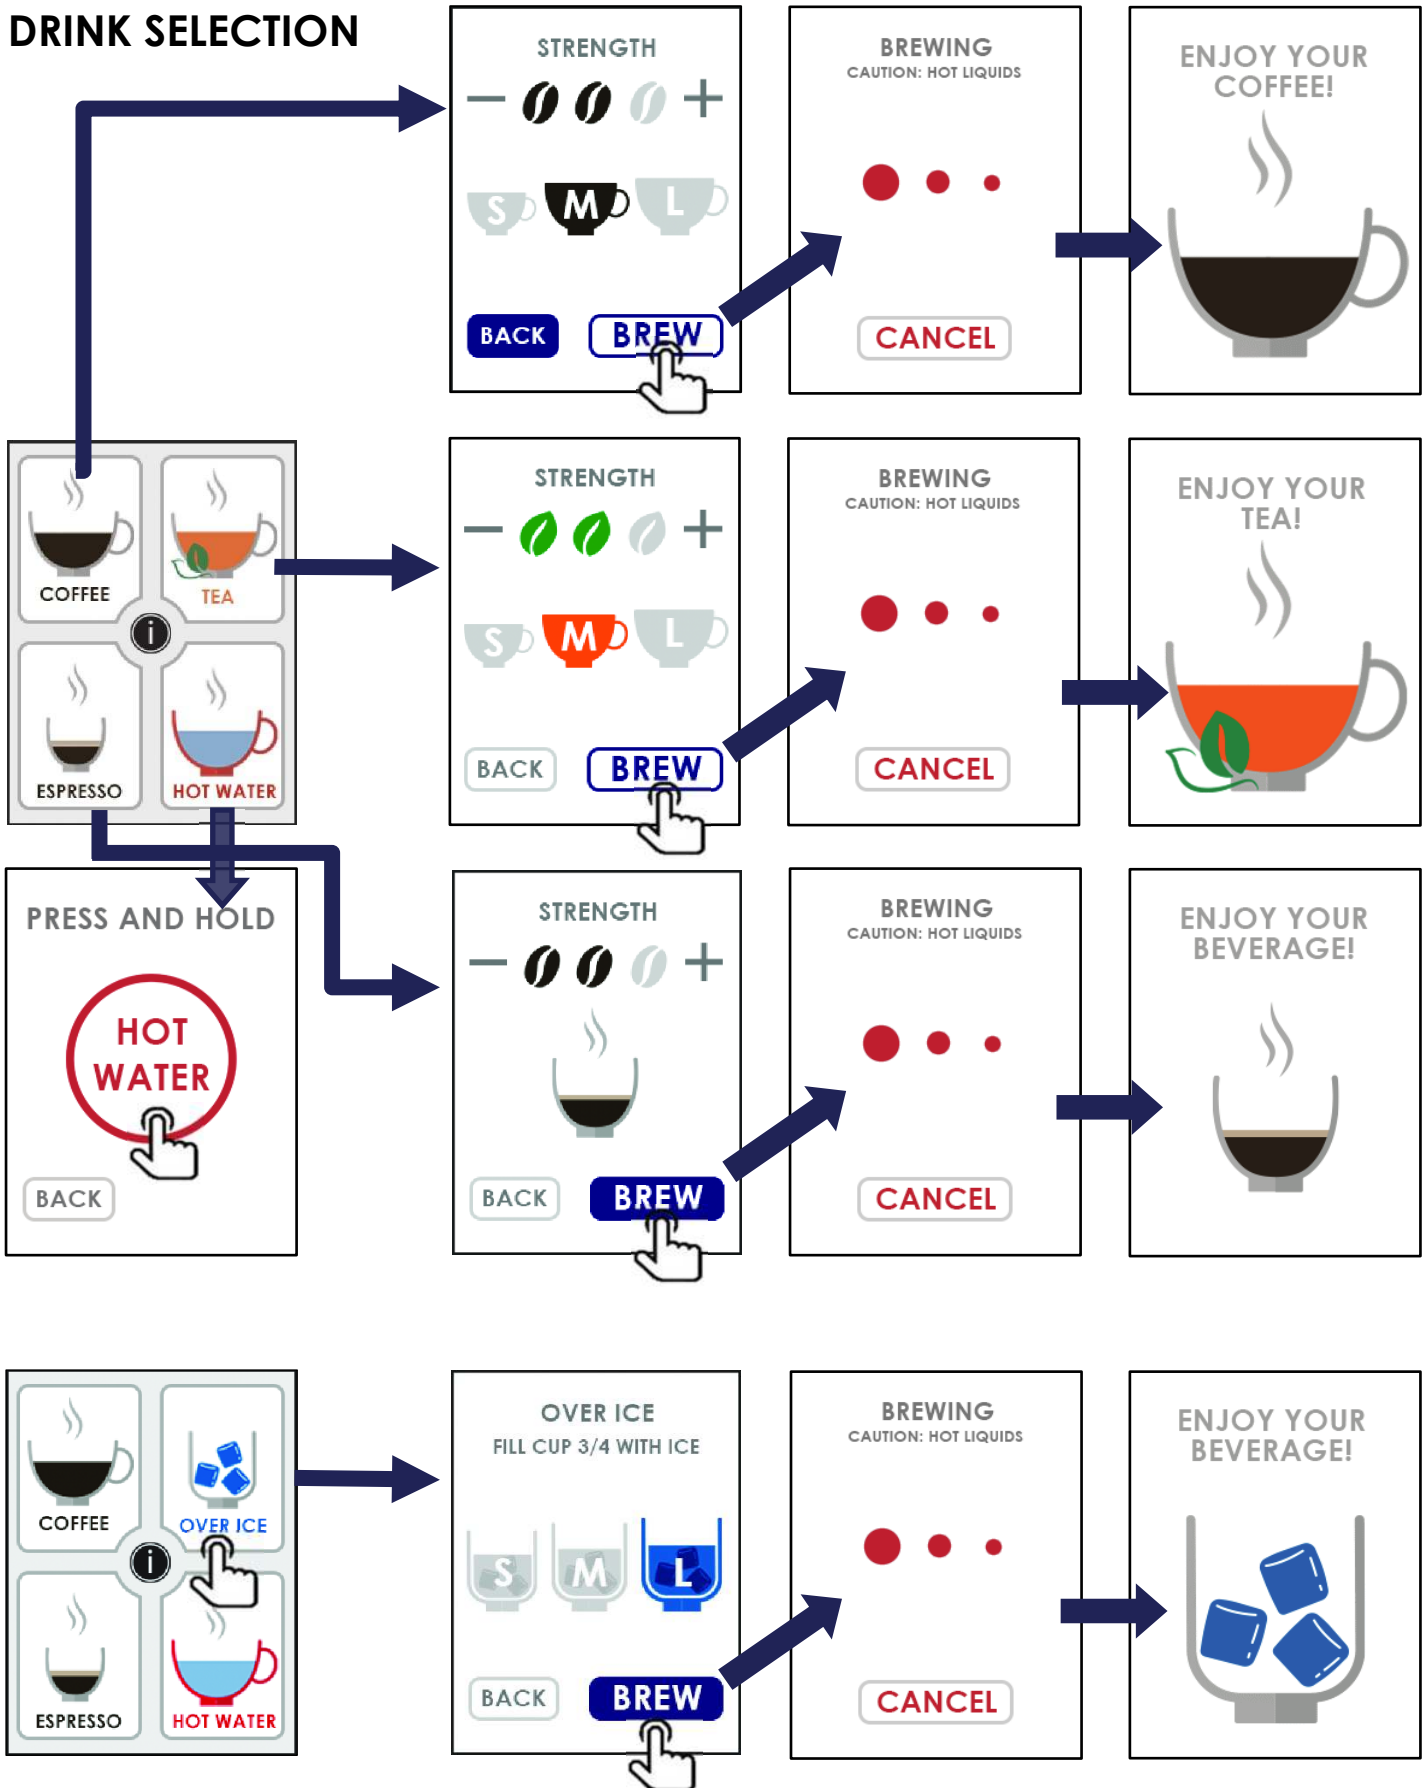 DRINK SELECTION
STRENGTH
S
M
L
BACK
BREW
BREWING
CAUTION: HOT LIQUIDS
CANCEL
ENJOY YOUR
COFFEE!
COFFEE
TEA
i
ESPRESSO
HOT WATER
STRENGTH
S
M
L
BACK
BREW
BREWING
CAUTION: HOT LIQUIDS
CANCEL
ENJOY YOUR
TEA!
PRESS AND HOLD
HOT
WATER
BACK
STRENGTH
BACK
BREW
BREWING
CAUTION: HOT LIQUIDS
CANCEL
ENJOY YOUR
BEVERAGE!
COFFEE
OVER ICE
i
ESPRESSO
HOT WATER
OVER ICE
FILL CUP 3/4 WITH ICE
S
M
L
BACK
BREW
BREWING
CAUTION: HOT LIQUIDS
CANCEL
ENJOY YOUR
BEVERAGE!